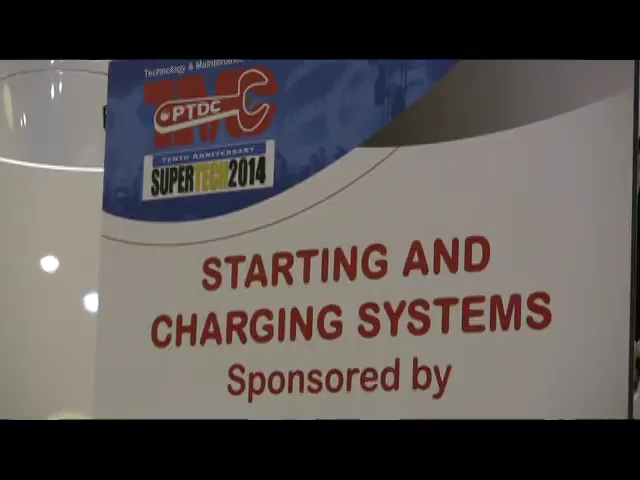 Technology & Maintenance
TMC
PTDC
TENTH ANNIVERSARY
SUPERTECH2014
STARTING AND
CHARGING SYSTEMS
Sponsored by